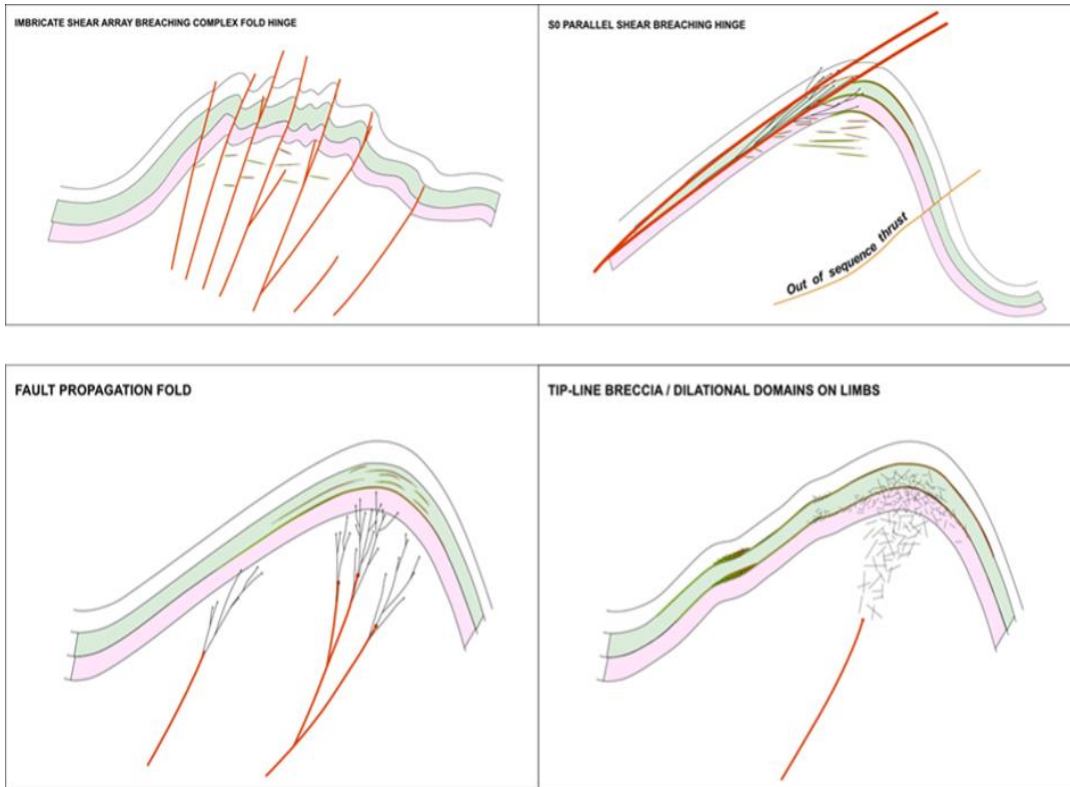 IMBRICATE SHEAR ARRAY BREACHING COMPLEX FOLD HINGE
S0 PARALLEL SHEAR BREACHING HINGE
Out of sequence thrust
FAULT PROPAGATION FOLD
TIP-LINE BRECCIA / DILATIONAL DOMAINS ON LIMBS